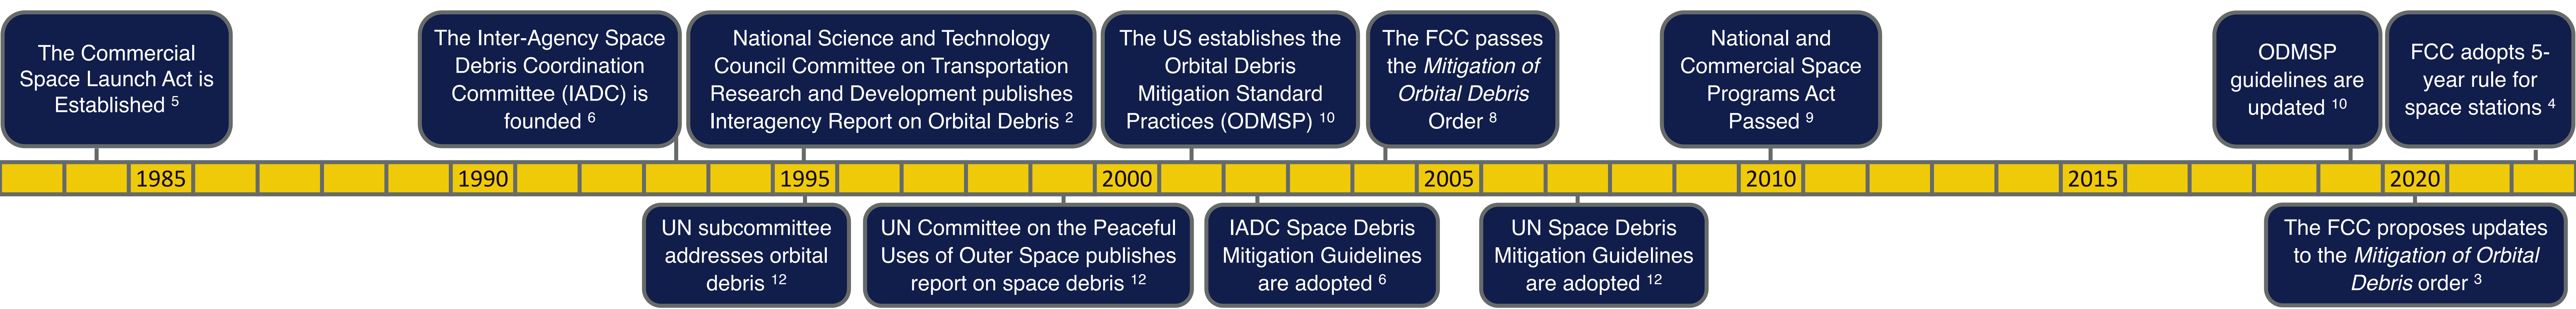 The Commercial
Space Launch Act is
Established 5
The Inter-Agency Space
Debris Coordination
Committee (IADC) is
founded 6
National Science and Technology
Council Committee on Transportation
Research and Development publishes
Interagency Report on Orbital Debris 2
The US establishes the
Orbital Debris
Mitigation Standard
Practices (ODMSP) 10
The FCC passes
the Mitigation of
Orbital Debris
Order 8
National and
Commercial Space
Programs Act
Passed 9
ODMSP
guidelines are
updated 10
FCC adopts 5-
year rule for
space stations 4
1985
1990
1995
2000
2005
2010
2015
2020
UN subcommittee
addresses orbital
debris 12
UN Committee on the Peaceful
Uses of Outer Space publishes
report on space debris 12
IADC Space Debris
Mitigation Guidelines
are adopted 6
UN Space Debris
Mitigation Guidelines
are adopted 12
The FCC proposes updates
to the Mitigation of Orbital
Debris order 3